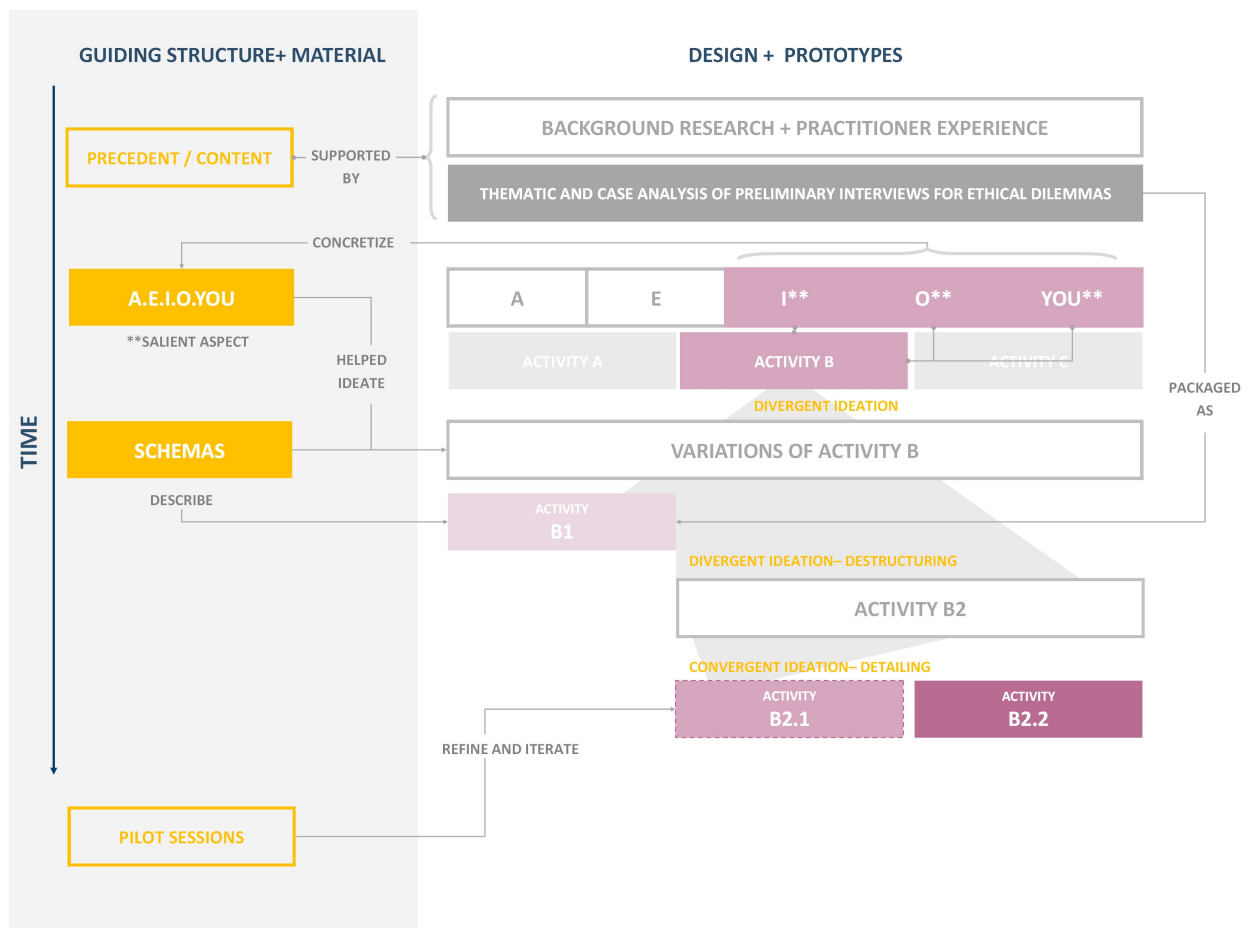 GUIDING STRUCTURE+ MATERIAL
DESIGN + PROTOTYPES
BACKGROUND RESEARCH + PRACTITIONER EXPERIENCE
PRECEDENT / CONTENT
SUPPORTED
BY
THEMATIC AND CASE ANALYSIS OF PRELIMINARY INTERVIEWS FOR ETHICAL DILEMMAS
CONCRETIZE
A.E.I.O.YOU
A
E
I**
O**
YOU**
**SALIENT ASPECT
HELPED
IDEATE
ACTIVITY A
ACTIVITY B
ACTIVITY C
PACKAGED
AS
DIVERGENT IDEATION
TIME
SCHEMAS
VARIATIONS OF ACTIVITY B
DESCRIBE
ACTIVITY
B1
DIVERGENT IDEATION– DESTRUCTURING
ACTIVITY B2
CONVERGENT IDEATION– DETAILING
ACTIVITY
B2.1
ACTIVITY
B2.2
REFINE AND ITERATE
PILOT SESSIONS